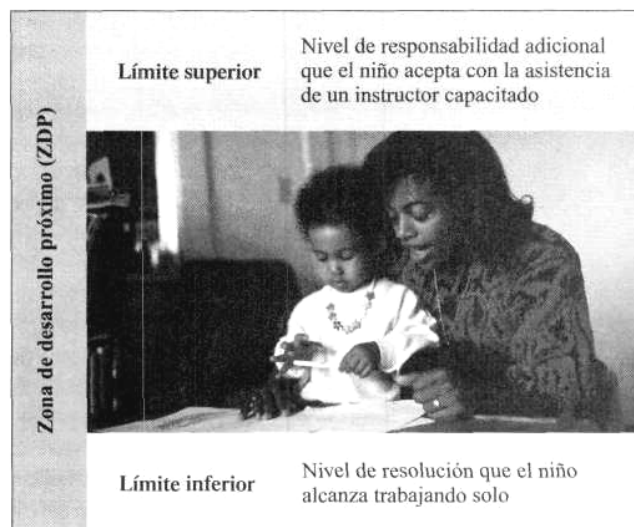 Zona de desarrollo próximo (ZDP)
Límite superior
Nivel de responsabilidad adicional
que el niño acepta con la asistencia
de un instructor capacitado
Límite inferior
Nivel de resolución que el niño
alcanza trabajando solo